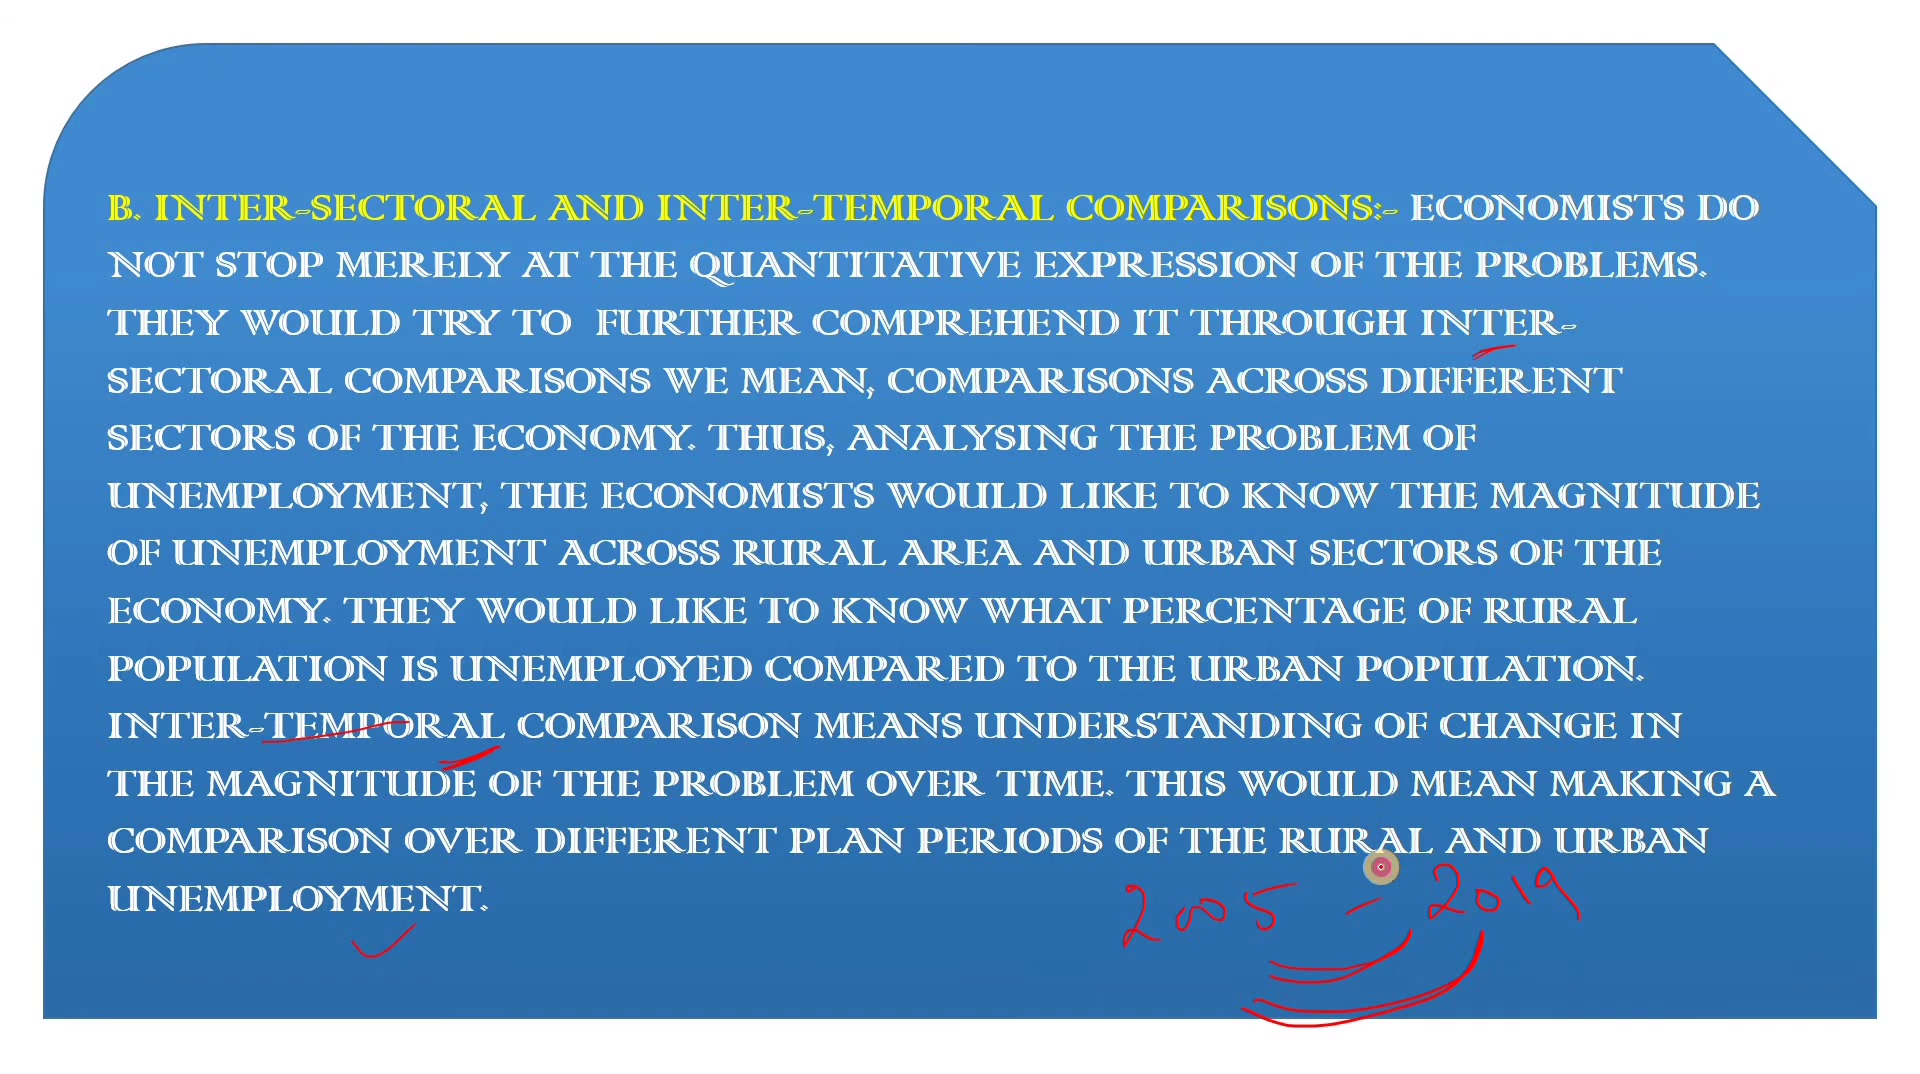 B. INTER-SECTORAL AND INTER-TEMPORAL COMPARISONS:- ECONOMISTS DO
NOT STOP MERELY AT THE QUANTITATIVE EXPRESSION OF THE PROBLEMS.
THEY WOULD TRY TO FURTHER COMPREHEND IT THROUGH INTER-
SECTORAL COMPARISONS WE MEAN, COMPARISONS ACROSS DIFFERENT
SECTORS OF THE ECONOMY. THUS, ANALYSING THE PROBLEM OF
UNEMPLOYMENT, THE ECONOMISTS WOULD LIKE TO KNOW THE MAGNITUDE
OF UNEMPLOYMENT ACROSS RURAL AREA AND URBAN SECTORS OF THE
ECONOMY. THEY WOULD LIKE TO KNOW WHAT PERCENTAGE OF RURAL
POPULATION IS UNEMPLOYED COMPARED TO THE URBAN POPULATION.
INTER-TEMPORAL COMPARISON MEANS UNDERSTANDING OF CHANGE IN
THE MAGNITUDE OF THE PROBLEM OVER TIME. THIS WOULD MEAN MAKING A
COMPARISON OVER DIFFERENT PLAN PERIODS OF THE RURAL AND URBAN
UNEMPLOYMENT.
2005 - 2019